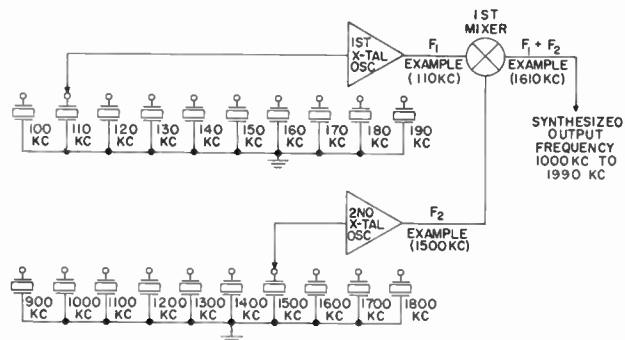 1ST
MIXER
1ST
X-TAL
OSC
F1
EXAMPLE
(110KC)
F1 + F2
EXAMPLE
(1610KC)
SYNTHESIZED
OUTPUT
FREQUENCY
1000KC TO
1990 KC
100 KC
110 KC
120 KC
130 KC
140 KC
150 KC
160 KC
170 KC
180 KC
190 KC
2ND
X-TAL
OSC
F2
EXAMPLE
(1500KC)
900 KC
1000 KC
1100 KC
1200 KC
1300 KC
1400 KC
1500 KC
1600 KC
1700 KC
1800 KC